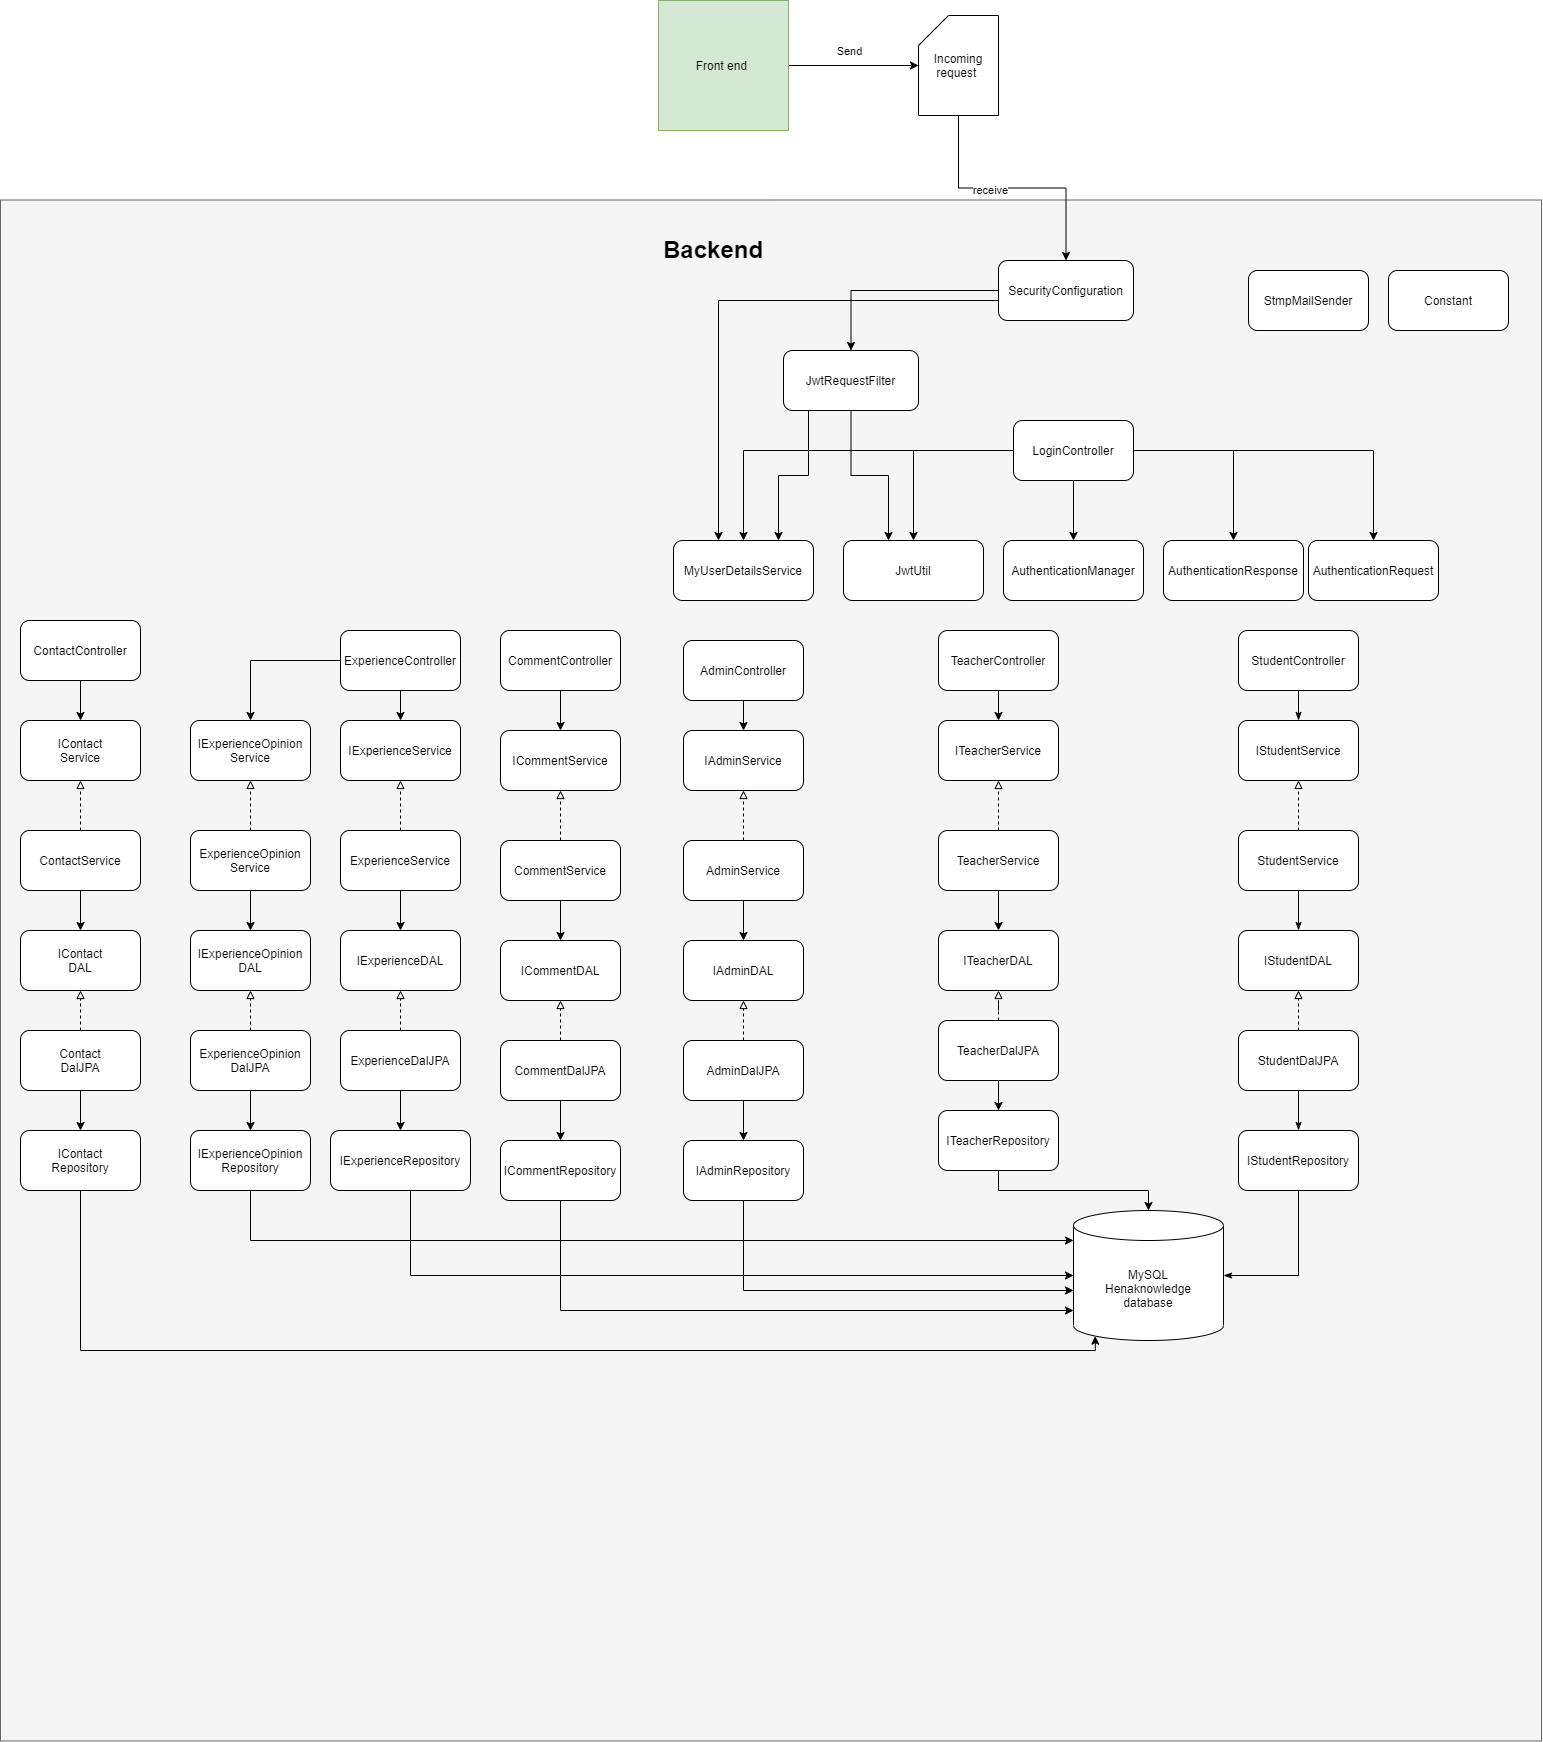 Front end
Send
Incoming
request
receive
Backend
SecurityConfiguration
StmpMailSender
Constant
JwtRequestFilter
LoginController
MyUserDetailsService
JwtUtil
AuthenticationManager
AuthenticationResponse
AuthenticationRequest
ContactController
ExperienceController
CommentController
AdminController
TeacherController
StudentController
IContact
Service
IExperienceOpinion
Service
IExperienceService
ICommentService
IAdminService
ITeacherService
IStudentService
ContactService
ExperienceOpinion
Service
ExperienceService
CommentService
AdminService
TeacherService
StudentService
IContact
DAL
IExperienceOpinion
DAL
IExperienceDAL
ICommentDAL
IAdminDAL
ITeacherDAL
IStudentDAL
Contact
DalJPA
ExperienceOpinion
DalJPA
ExperienceDalJPA
CommentDalJPA
AdminDalJPA
TeacherDalJPA
StudentDalJPA
IContact
Repository
IExperienceOpinion
Repository
IExperienceRepository
ICommentRepository
IAdminRepository
ITeacherRepository
IStudentRepository
MySQL
Henaknowledge
database